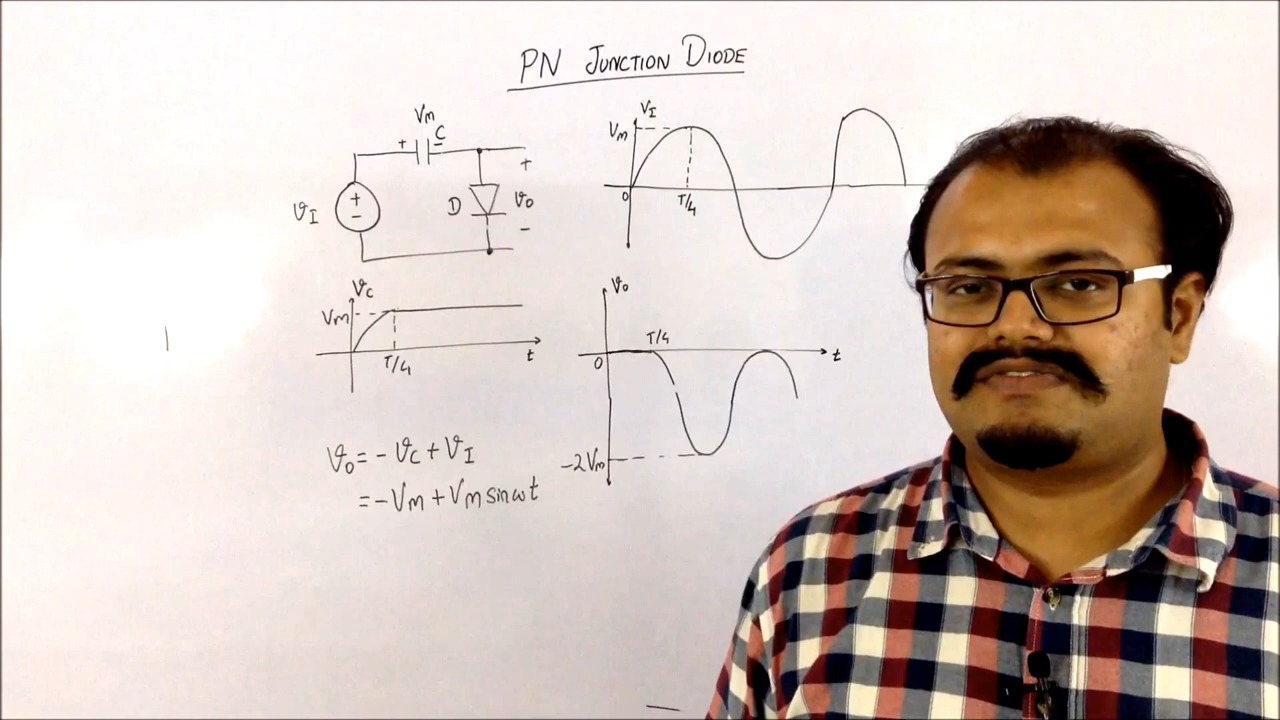 PN JUNCTION DIODE
Vm
+ C -
vI + -
D
+
vo
-
VI
Vm
0
T/4
VC
Vm
T/4
t
Vo
0
T/4
t
-2Vm
vo = - vC + vI
= - Vm + Vm sinωt